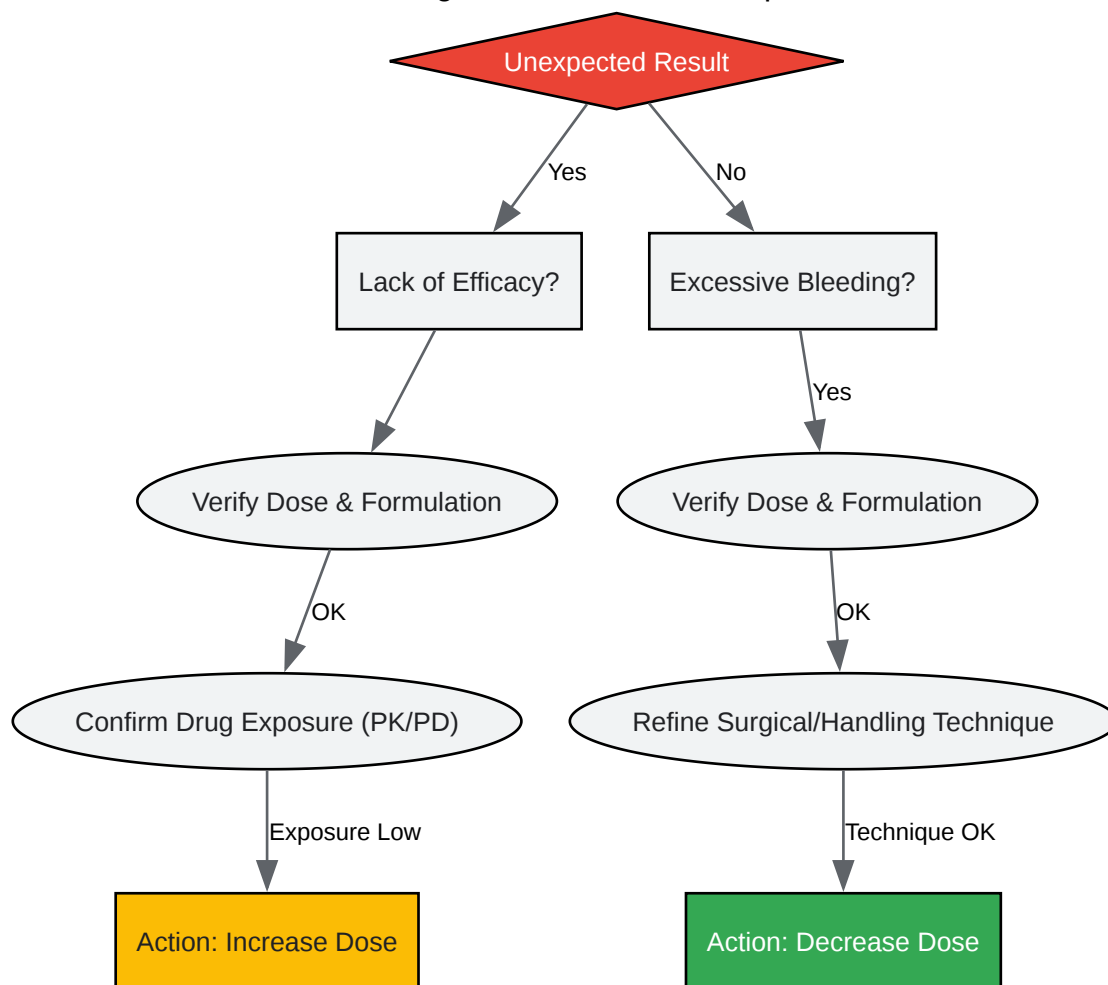 Unexpected Result
Yes
No
Lack of Efficacy?
Excessive Bleeding?
Yes
Verify Dose & Formulation
Verify Dose & Formulation
OK
OK
Confirm Drug Exposure (PK/PD)
Refine Surgical/Handling Technique
Exposure Low
Technique OK
Action: Increase Dose
Action: Decrease Dose